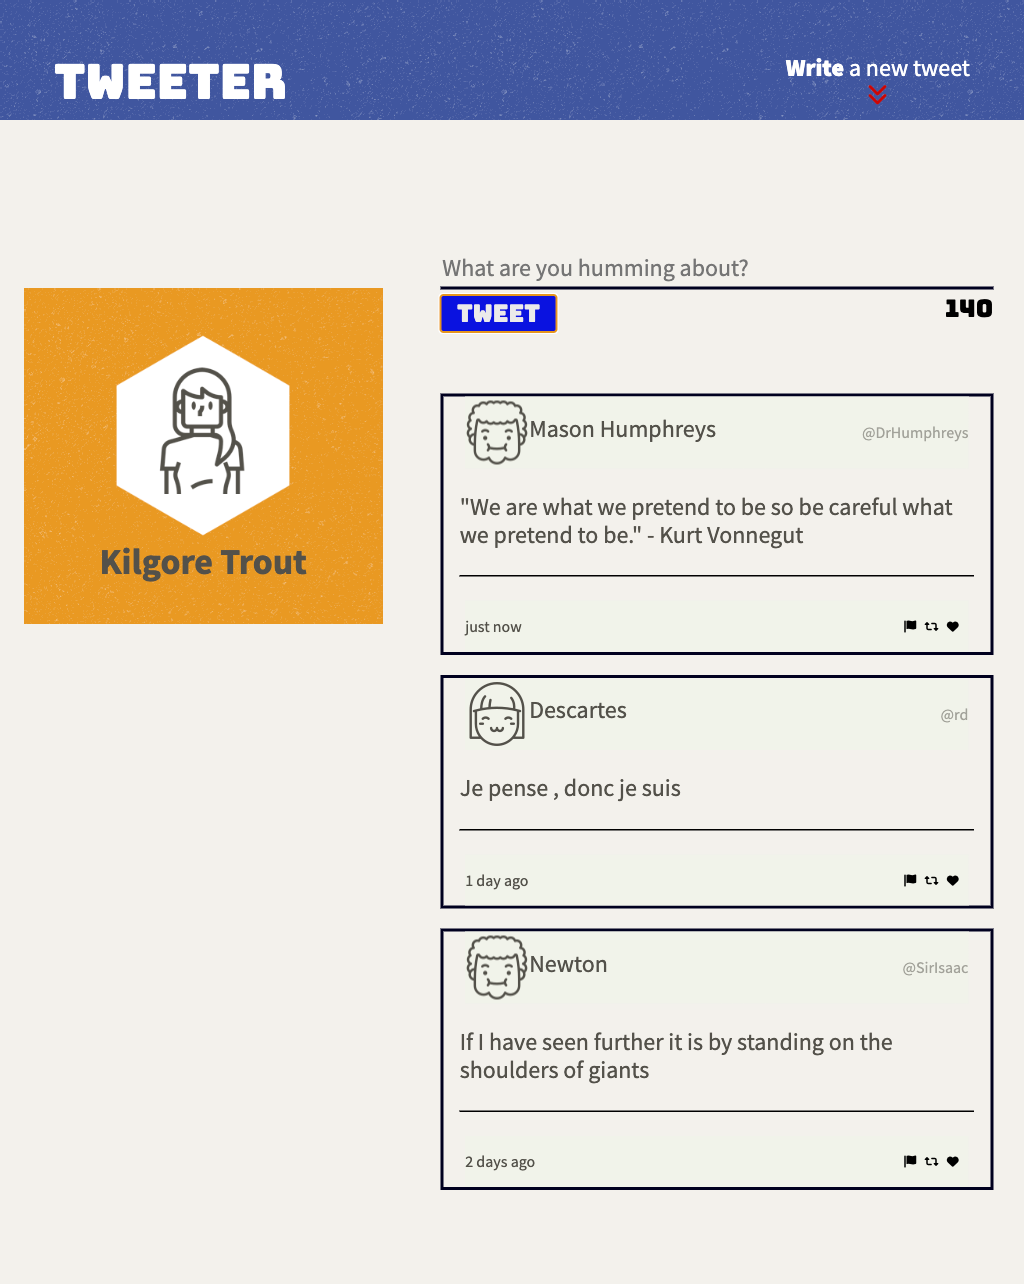 TWEETER
Write a new tweet
What are you humming about?
TWEET
140
Kilgore Trout
Mason Humphreys
@DrHumphreys
"We are what we pretend to be so be careful what
we pretend to be." - Kurt Vonnegut
just now
Descartes
@rd
Je pense , donc je suis
1 day ago
Newton
@SirIsaac
If I have seen further it is by standing on the
shoulders of giants
2 days ago